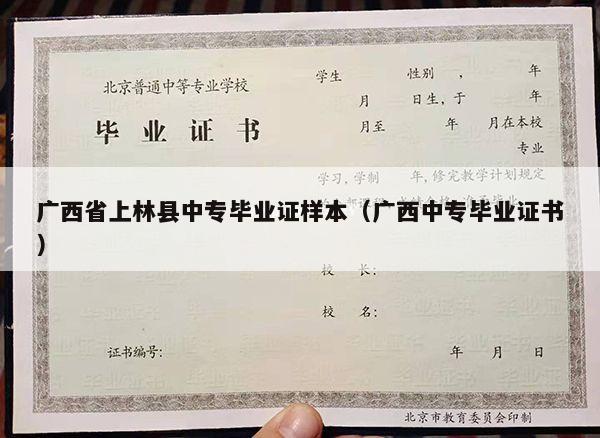 北京普通中等专业学校
毕业证书
学生 性别 , 年
月 日生，于 年
月至 年 月在本校
专业
学习，学制 年，修完教学计划规定
广西省上林县中专毕业证样本（广西中专毕业证书
）
校 长：
校 名：
证书编号：
年 月 日
北京市教育委员会印制